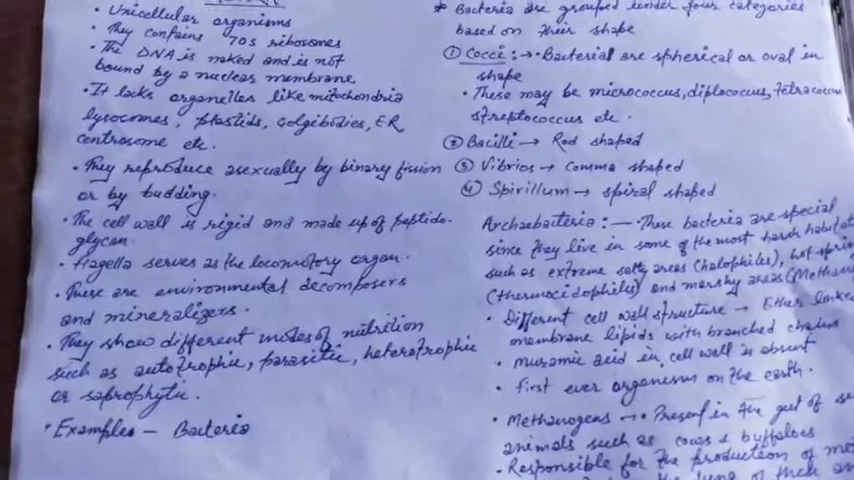 • Unicellular organisms
• They contains 70s ribosomes
• The DNA is naked and is not
bound by a nuclear membrane
• It lacks organelles like mitochondria
lysosomes, plastids, Golgibodies, ER
centrosome etc.
• They reproduce asexually by binary fission
or by budding.
• The cell wall is rigid and made up of peptido-
glycan.
• flagella serves as the locomotory organ.
• These are environmental decomposers
and mineralizers.
• They show different modes of nutrition
such as autotrophic, parasitic, heterotrophic
or saprophytic.
• Examples — Bacteria
* Bacteria are grouped under four categories
based on their shape
① Cocci :→ • Bacterial are spherical or oval in
shape
• These may be micrococcus, diplococcus, Tetracoccus
streptococcus etc.
② Bacilli → Rod shaped
③ Vibrios → Comma shaped
④ Spirillum → spiral shaped
Archaebacteria :— These bacteria are special
since they live in some of the most harsh
such as extreme salty areas (halophiles), hot
(thermoacidophiles) and marshy areas
• Different cell wall structure → Ether linked
membrane lipids with branched chains
• muramic acid in cell wall is absent
• first ever organism on the earth.
• Methanogens → • Present in the gut of
animals such as cows & buffaloes
• Responsible for the production of
the dung of these